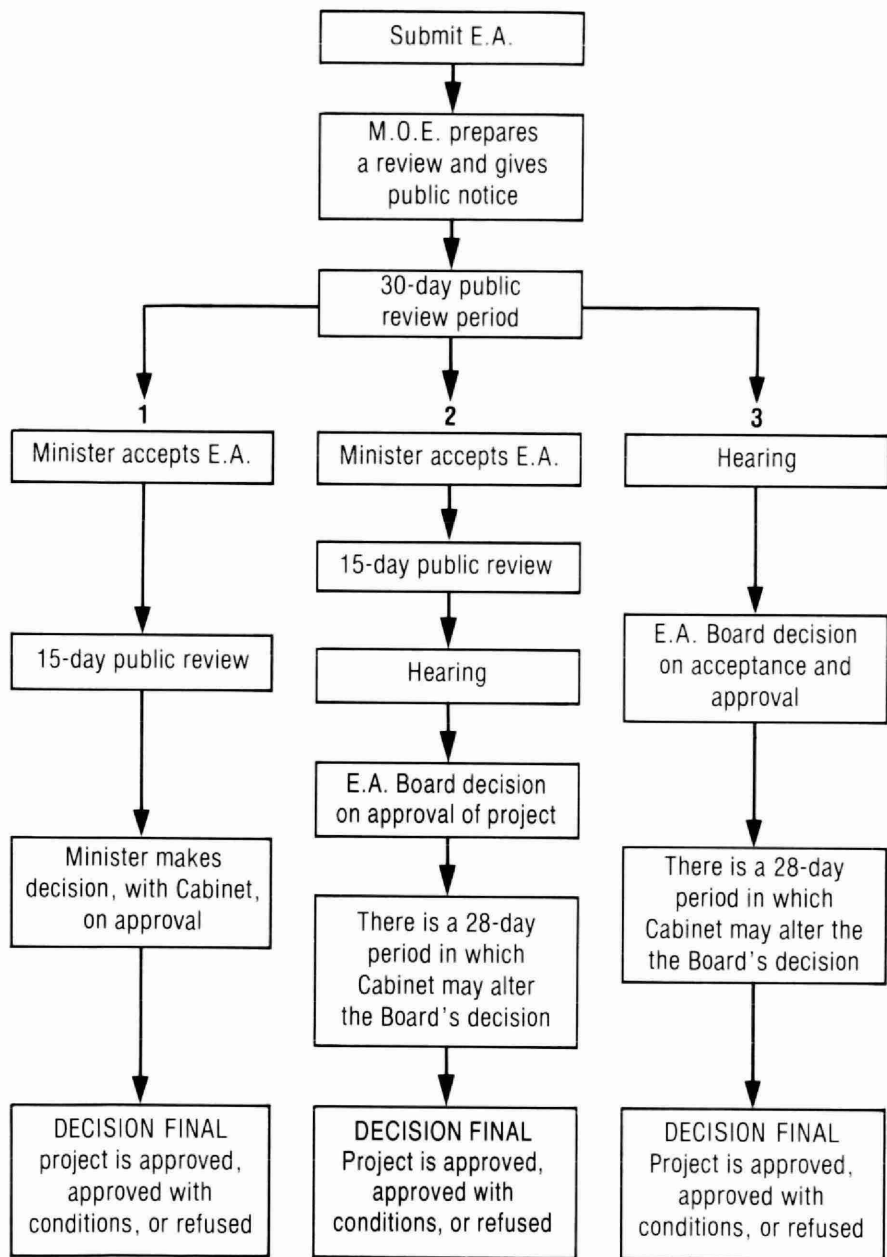 Submit E.A.
M.O.E. prepares
a review and gives
public notice
30-day public
review period
1
Minister accepts E.A.
15-day public review
Minister makes
decision, with Cabinet,
on approval
DECISION FINAL
project is approved,
approved with
conditions, or refused
2
Minister accepts E.A.
15-day public review
Hearing
E.A. Board decision
on approval of project
There is a 28-day
period in which
Cabinet may alter
the Board's decision
DECISION FINAL
Project is approved,
approved with
conditions, or refused
3
Hearing
E.A. Board decision
on acceptance and
approval
There is a 28-day
period in which
Cabinet may alter the
the Board's decision
DECISION FINAL
Project is approved,
approved with
conditions, or refused